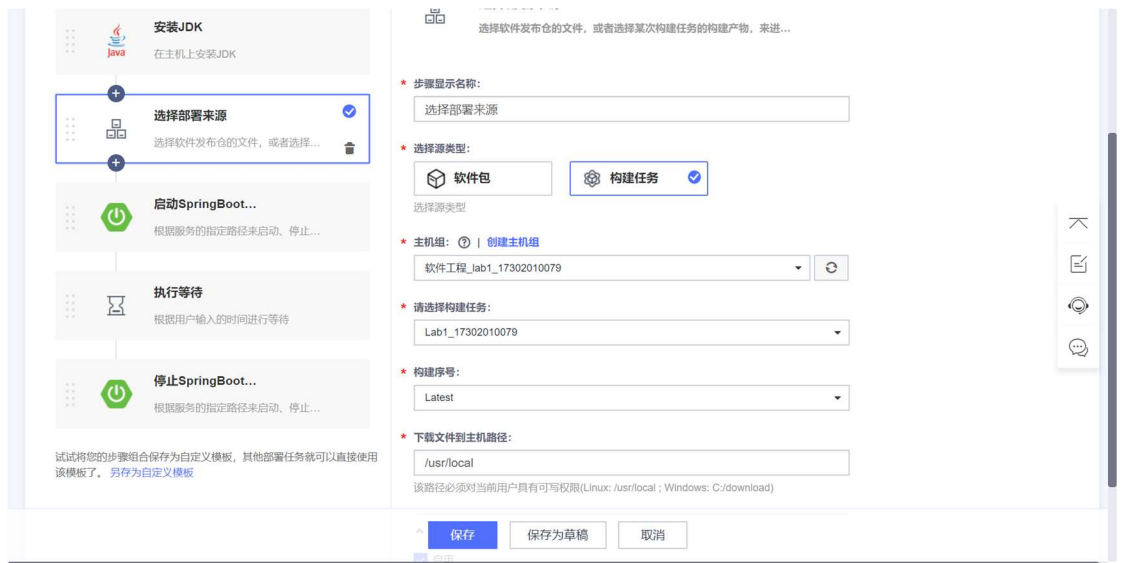 安装JDK
在主机上安装JDK
选择部署来源
选择软件发布仓的文件，或者选择...
启动SpringBoot...
根据服务的指定路径来启动、停止...
执行等待
根据用户输入的时间进行等待
停止SpringBoot...
根据服务的指定路径来启动、停止...
试试将您的步骤组合保存为自定义模板，其他部署任务就可以直接使用
该模板了。 另存为自定义模板
选择软件发布仓的文件，或者选择某次构建任务的构建产物，来进...
* 步骤显示名称：
选择部署来源
* 选择源类型：
软件包
构建任务
选择源类型
* 主机组： ? | 创建主机组
软件工程_lab1_17302010079
* 请选择构建任务：
Lab1_17302010079
* 构建序号：
Latest
* 下载文件到主机路径：
/usr/local
该路径必须对当前用户具有可写权限(Linux: /usr/local ; Windows: C:/download)
保存
保存为草稿
取消
启用